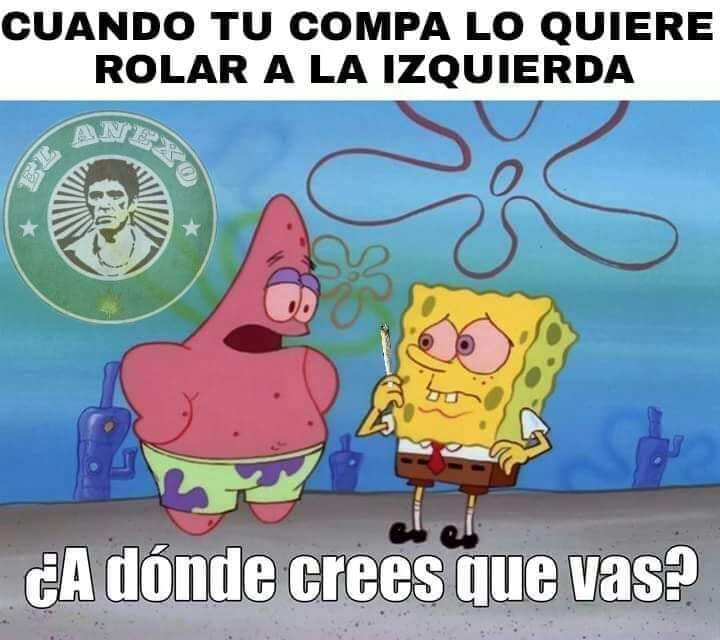 CUANDO TU COMPA LO QUIERE
ROLAR A LA IZQUIERDA
EL ANEXO
¿A dónde crees que vas?